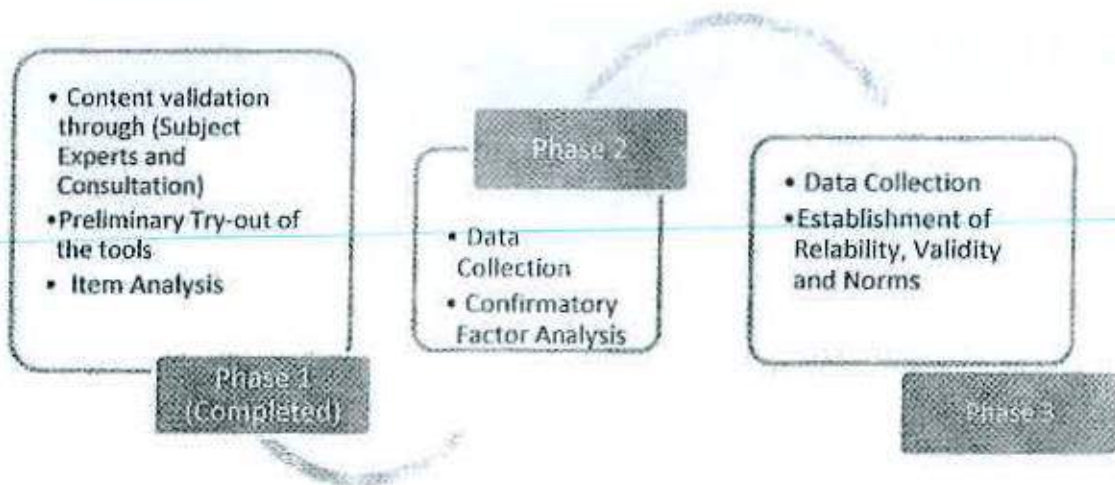 • Content validation
through (Subject
Experts and
Consultation)
•Preliminary Try-out of
the tools
• Item Analysis
Phase 1
(Completed)
Phase 2
• Data
Collection
• Confirmatory
Factor Analysis
• Data Collection
•Establishment of
Relability, Validity
and Norms
Phase 3